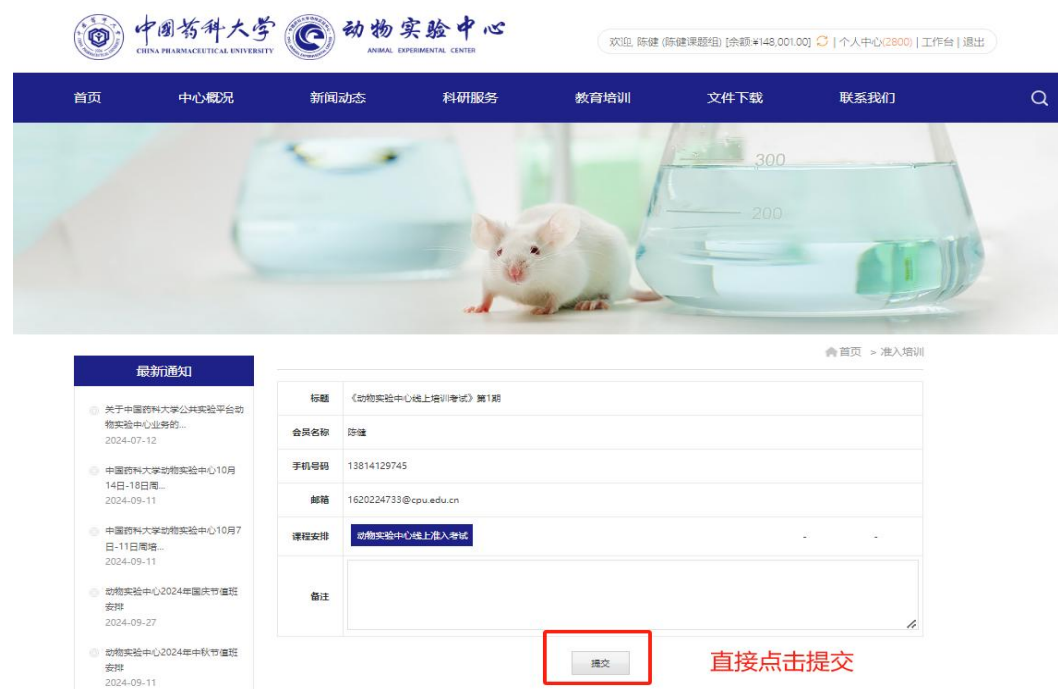 中国药科大学
CHINA PHARMACEUTICAL UNIVERSITY
动物实验中心
ANIMAL EXPERIMENTAL CENTER
欢迎, 陈健 (陈健课题组) [余额:¥148,001.00] | 个人中心(2800) | 工作台 | 退出
首页 中心概况 新闻动态 科研服务 教育培训 文件下载 联系我们
300
200
首页 > 准入培训
最新通知
关于中国药科大学公共实验平台动
物实验中心业务的...
2024-07-12
中国药科大学动物实验中心10月
14日-18日周...
2024-09-11
中国药科大学动物实验中心10月7
日-11日周培...
2024-09-11
动物实验中心2024年国庆节值班
安排
2024-09-27
动物实验中心2024年中秋节值班
安排
2024-09-11
标题 《动物实验中心线上培训考试》第1期
会员名称 陈健
手机号码 13814129745
邮箱 1620224733@cpu.edu.cn
课程安排 动物实验中心线上准入考试 - -
备注
提交
直接点击提交